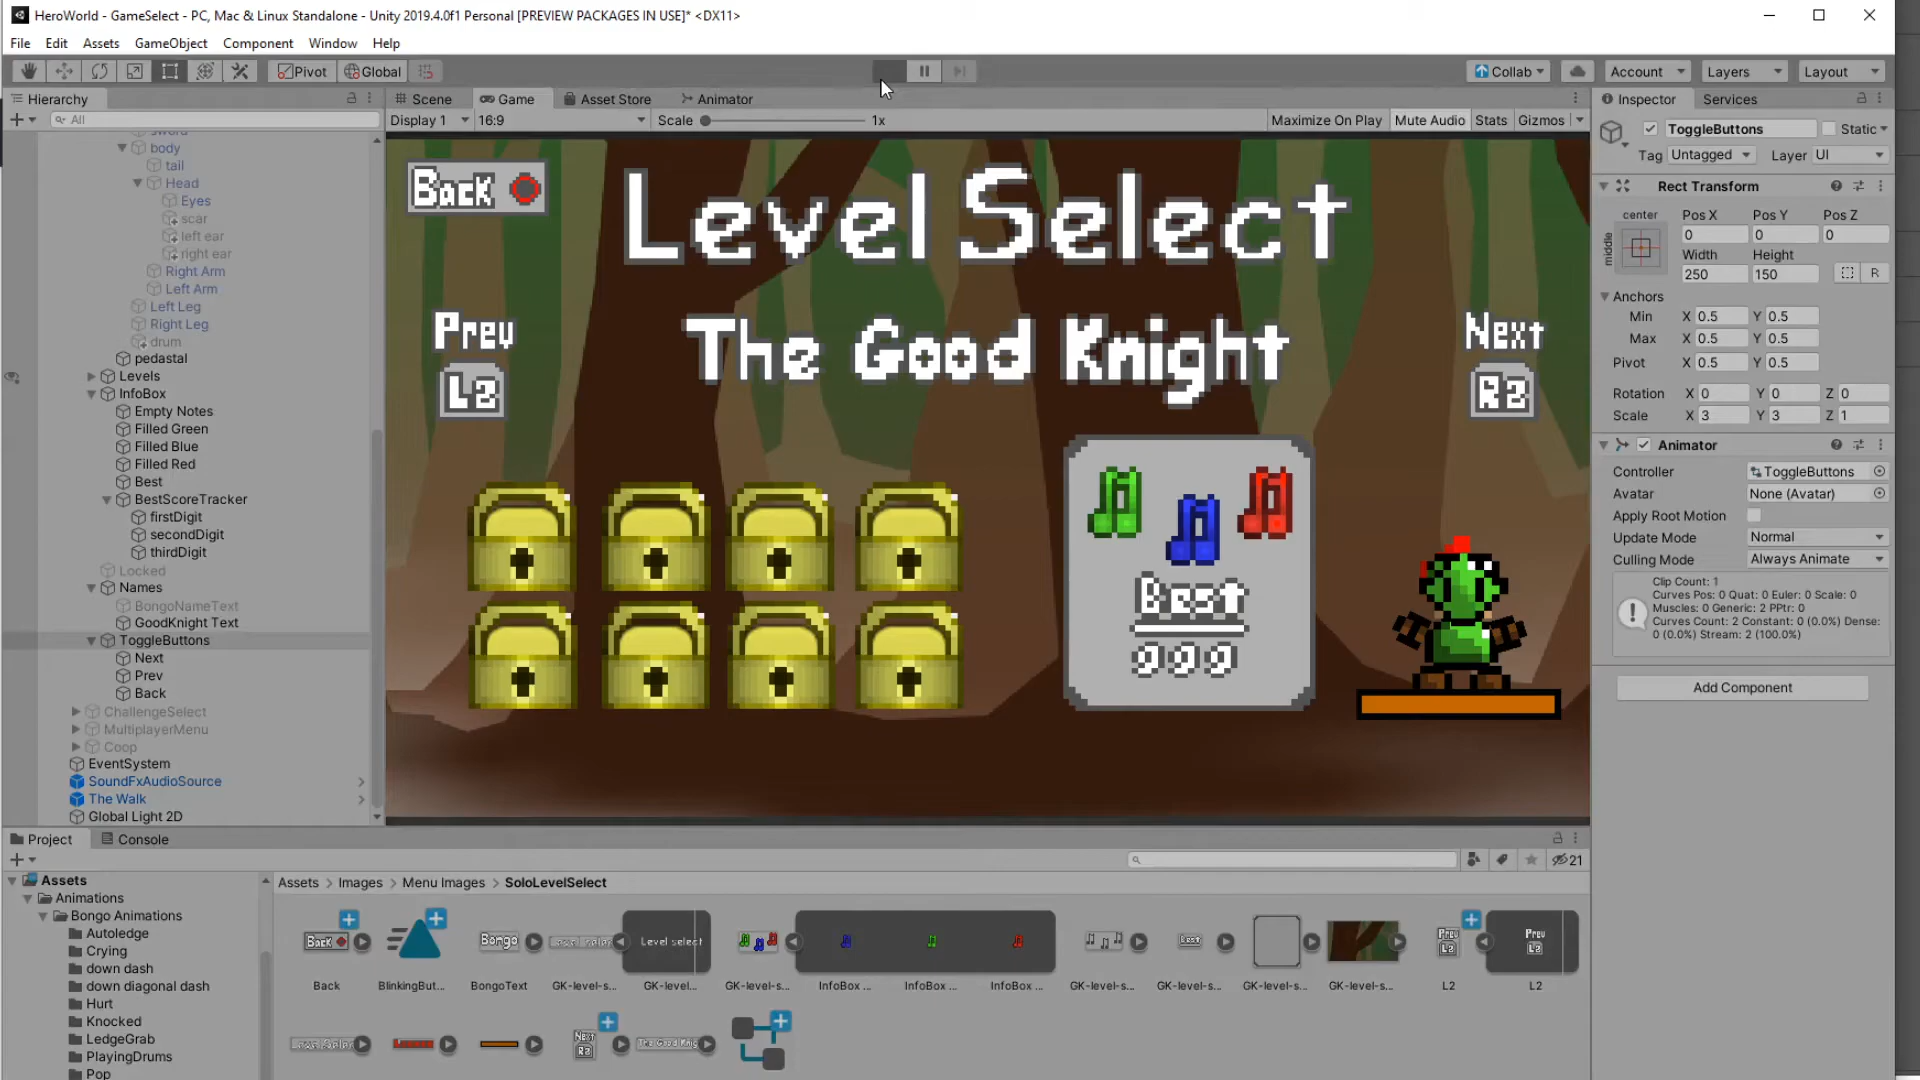 HeroWorld - GameSelect - PC, Mac & Linux Standalone - Unity 2019.4.0f1 Personal [PREVIEW PACKAGES IN USE]* <DX11>
File Edit Assets GameObject Component Window Help
Pivot Global Collab Account Layers Layout
Hierarchy
All
sword
body
tail
Head
Eyes
scar
left ear
right ear
Right Arm
Left Arm
Left Leg
Right Leg
drum
pedastal
Levels
InfoBox
Empty Notes
Filled Green
Filled Blue
Filled Red
Best
BestScoreTracker
firstDigit
secondDigit
thirdDigit
Locked
Names
BongoNameText
GoodKnight Text
ToggleButtons
Next
Prev
Back
ChallengeSelect
MultiplayerMenu
Coop
EventSystem
SoundFxAudioSource
The Walk
Global Light 2D
Scene Game Asset Store Animator
Display 1 16:9 Scale 1x Maximize On Play Mute Audio Stats Gizmos
Back
Level Select
The Good Knight
Prev
L2
Next
R2
Best
999
Inspector Services
ToggleButtons Static
Tag Untagged Layer UI
Rect Transform
center Pos X Pos Y Pos Z
middle
0 0 0
Width Height
250 150 R
Anchors
Min X 0.5 Y 0.5
Max X 0.5 Y 0.5
Pivot X 0.5 Y 0.5
Rotation X 0 Y 0 Z 0
Scale X 3 Y 3 Z 1
Animator
Controller ToggleButtons
Avatar None (Avatar)
Apply Root Motion
Update Mode Normal
Culling Mode Always Animate
Clip Count: 1
Curves Pos: 0 Quat: 0 Euler: 0 Scale: 0
Muscles: 0 Generic: 2 PPtr: 0
Curves Count: 2 Constant: 0 (0.0%) Dense:
0 (0.0%) Stream: 2 (100.0%)
Add Component
Project Console
21
Assets
Animations
Bongo Animations
Autoledge
Crying
down dash
down diagonal dash
Hurt
Knocked
LedgeGrab
PlayingDrums
Pop
Assets Images Menu Images SoloLevelSelect
Back Bongo Level select Best Prev L2 Prev L2
Back BlinkingBut... BongoText GK-level-s... GK-level... GK-level-s... InfoBox ... InfoBox ... InfoBox ... GK-level-s... GK-level-s... GK-level-s... GK-level-s... L2 L2
Level Select Next R2 The Good Knig